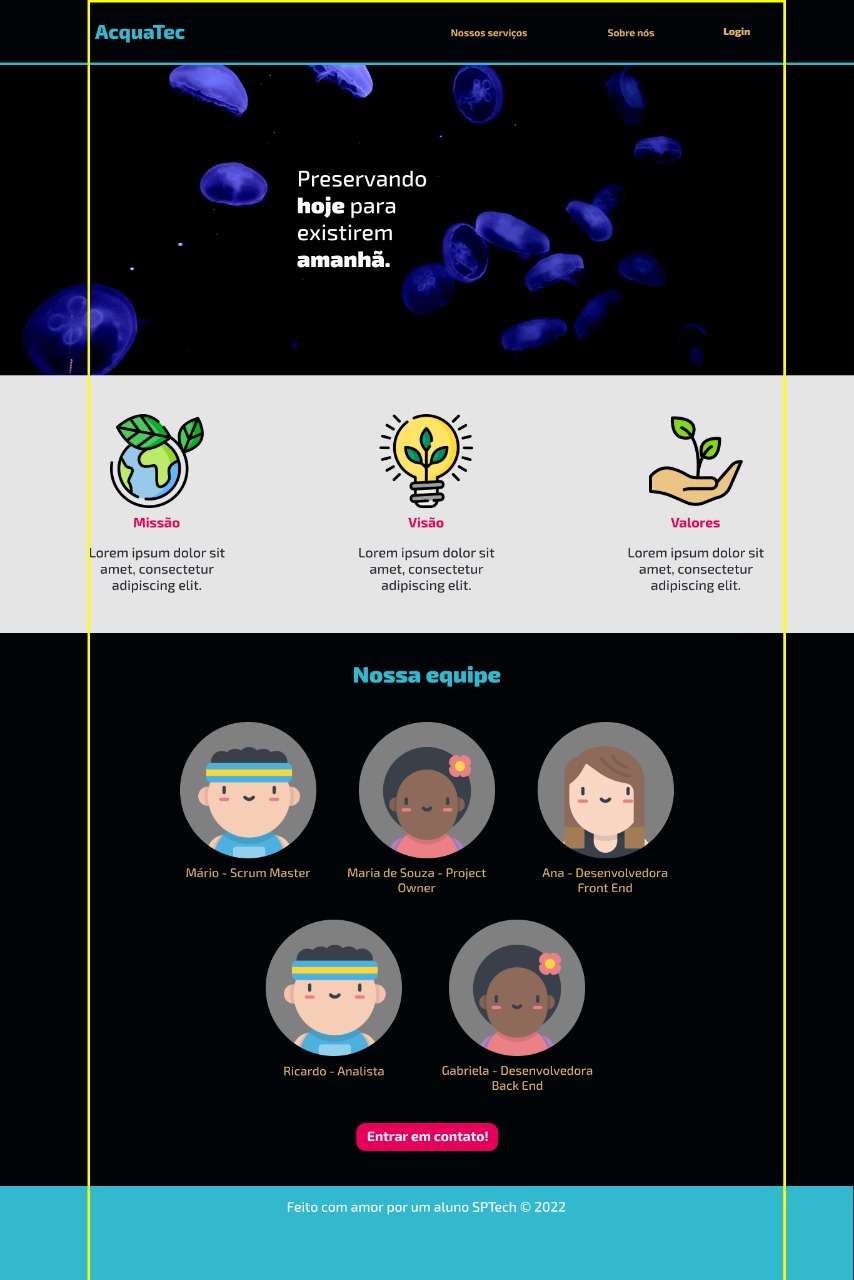 AcquaTec
Nossos serviços
Sobre nós
Login
Preservando
hoje para
existirem
amanhã.
Missão
Lorem ipsum dolor sit
amet, consectetur
adipiscing elit.
Visão
Lorem ipsum dolor sit
amet, consectetur
adipiscing elit.
Valores
Lorem ipsum dolor sit
amet, consectetur
adipiscing elit.
Nossa equipe
Mário - Scrum Master
Maria de Souza - Project
Owner
Ana - Desenvolvedora
Front End
Ricardo - Analista
Gabriela - Desenvolvedora
Back End
Entrar em contato!
Feito com amor por um aluno SPTech © 2022